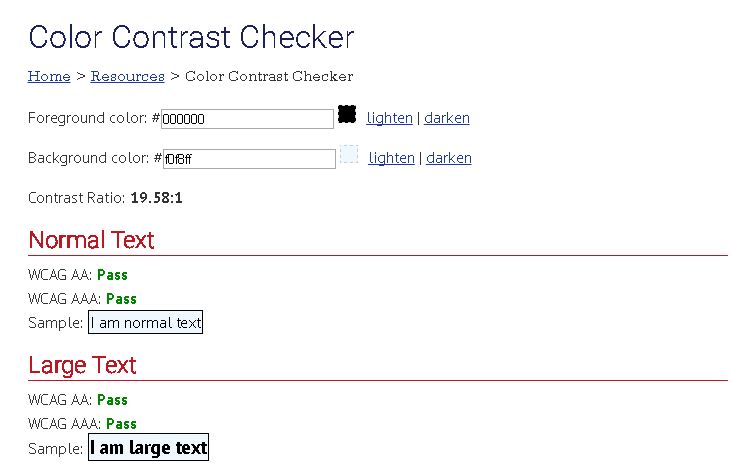 Color Contrast Checker
Home > Resources > Color Contrast Checker
Foreground color: #000000 lighten | darken
Background color: #f0f8ff lighten | darken
Contrast Ratio: 19.58:1
Normal Text
WCAG AA: Pass
WCAG AAA: Pass
Sample: I am normal text
Large Text
WCAG AA: Pass
WCAG AAA: Pass
Sample: I am large text